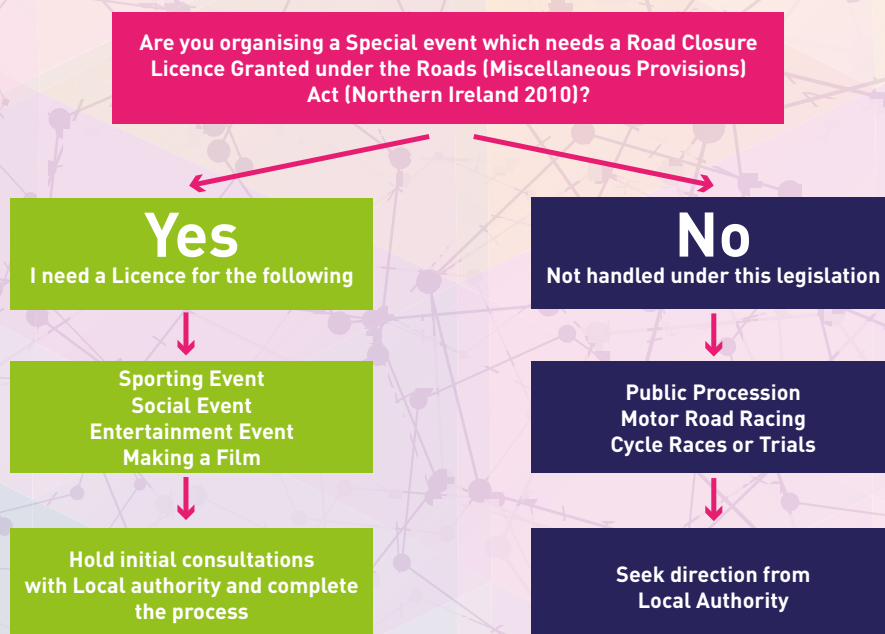 Are you organising a Special event which needs a Road Closure
Licence Granted under the Roads (Miscellaneous Provisions)
Act (Northern Ireland 2010)?
Yes
I need a Licence for the following
Sporting Event
Social Event
Entertainment Event
Making a Film
Hold initial consultations
with Local authority and complete
the process
No
Not handled under this legislation
Public Procession
Motor Road Racing
Cycle Races or Trials
Seek direction from
Local Authority